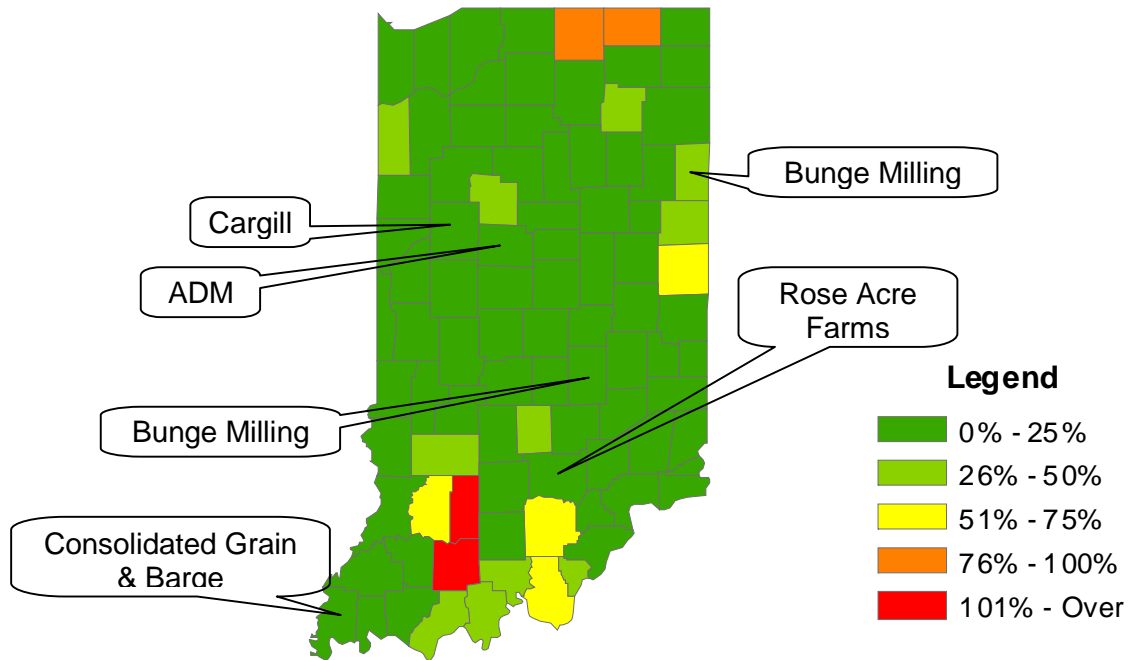 Bunge Milling
Cargill
ADM
Rose Acre
Farms
Bunge Milling
Consolidated Grain
& Barge
Legend
0% - 25%
26% - 50%
51% - 75%
76% - 100%
101% - Over